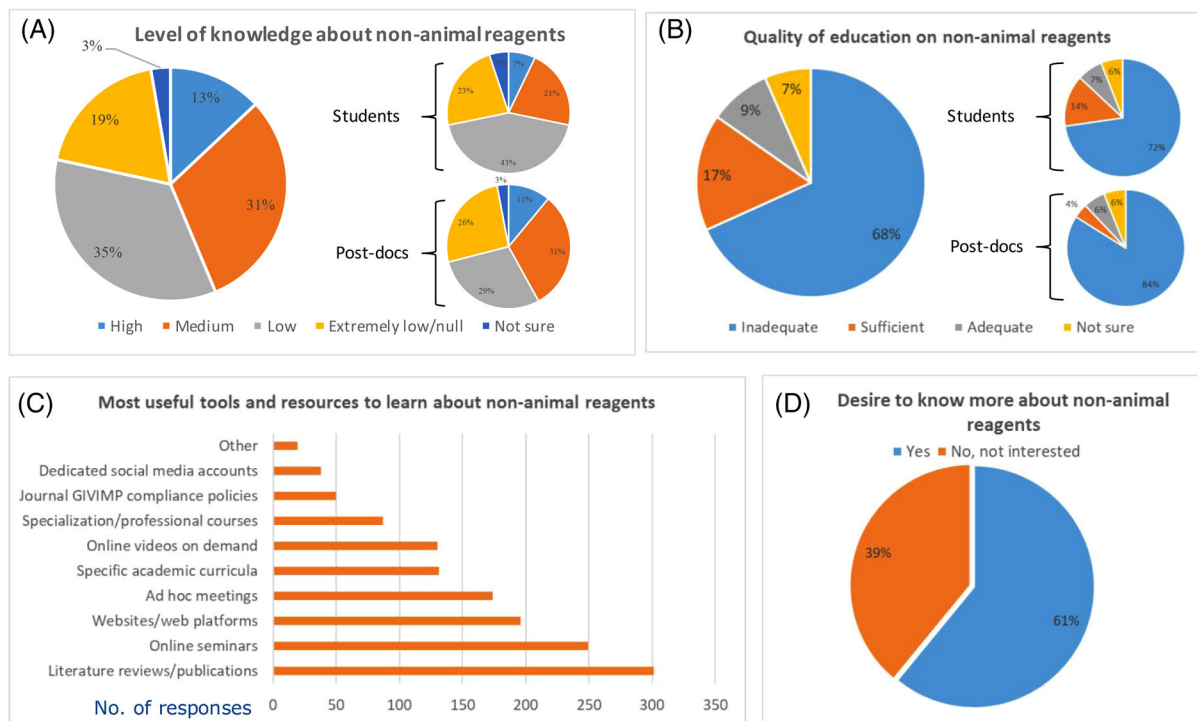 (A)
Level of knowledge about non-animal reagents
3%
13%
31%
35%
19%
Students
7%
21%
43%
23%
Post-docs
3%
11%
31%
29%
26%
High Medium Low Extremely low/null Not sure
(B)
Quality of education on non-animal reagents
7%
9%
17%
68%
Students
6%
7%
14%
72%
Post-docs
4%
6%
6%
84%
Inadequate Sufficient Adequate Not sure
(C)
Most useful tools and resources to learn about non-animal reagents
Other
Dedicated social media accounts
Journal GIVIMP compliance policies
Specialization/professional courses
Online videos on demand
Specific academic curricula
Ad hoc meetings
Websites/web platforms
Online seminars
Literature reviews/publications
No. of responses 0 50 100 150 200 250 300 350
(D)
Desire to know more about non-animal
reagents
Yes No, not interested
39%
61%